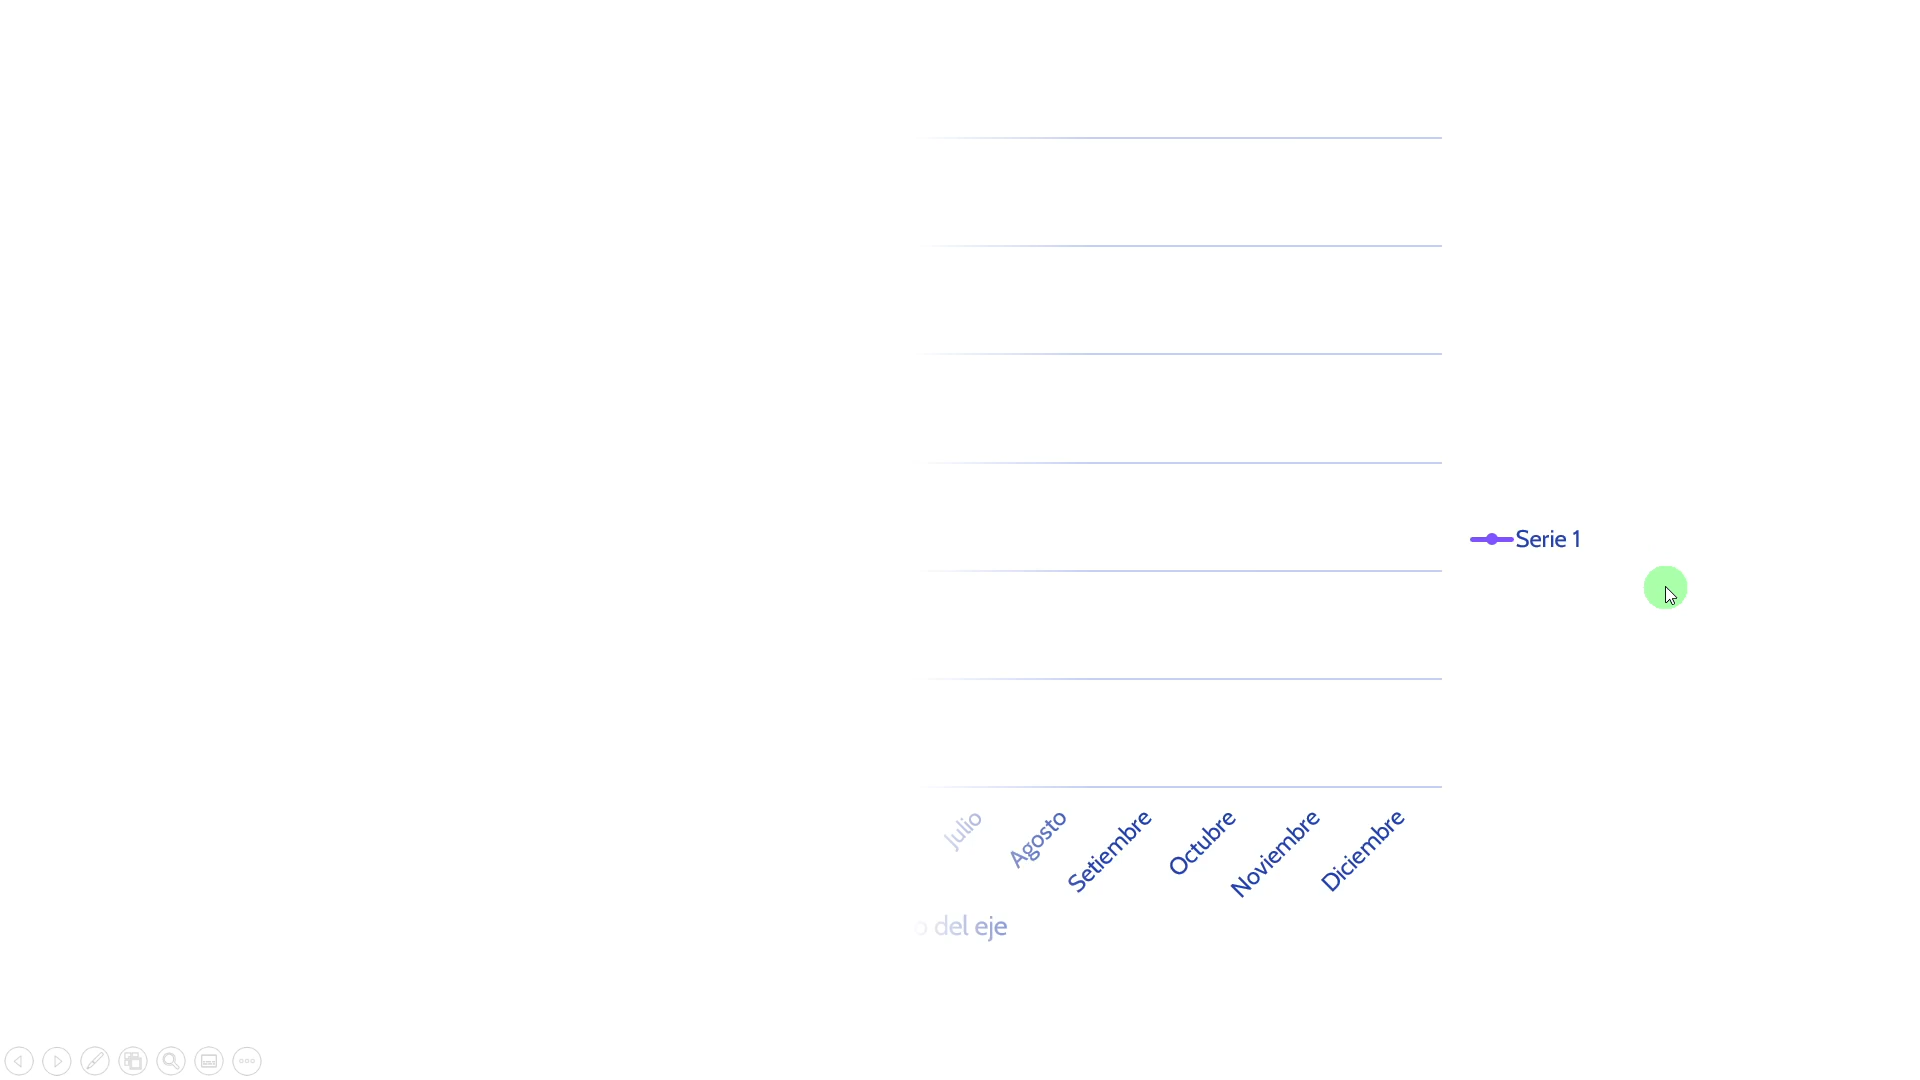 Serie 1
Julio
Agosto
Setiembre
Octubre
Noviembre
Diciembre
o del eje